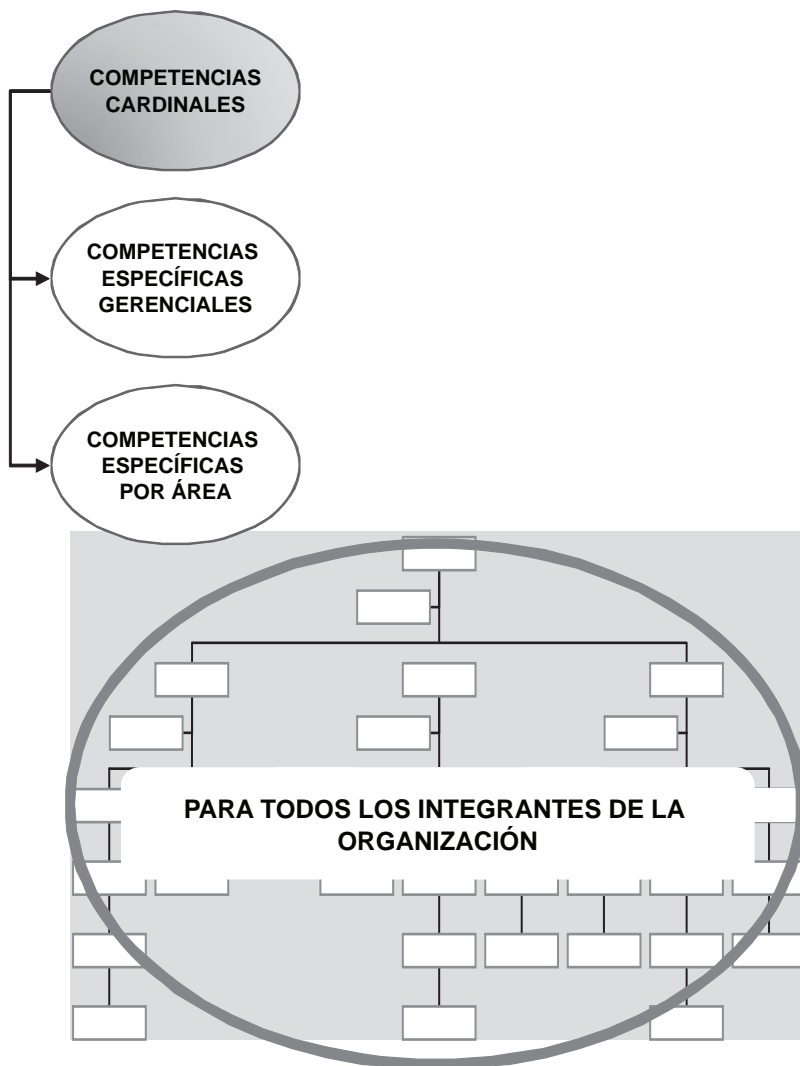 COMPETENCIAS
CARDINALES
COMPETENCIAS
ESPECÍFICAS
GERENCIALES
COMPETENCIAS
ESPECÍFICAS
POR ÁREA
PARA TODOS LOS INTEGRANTES DE LA
ORGANIZACIÓN